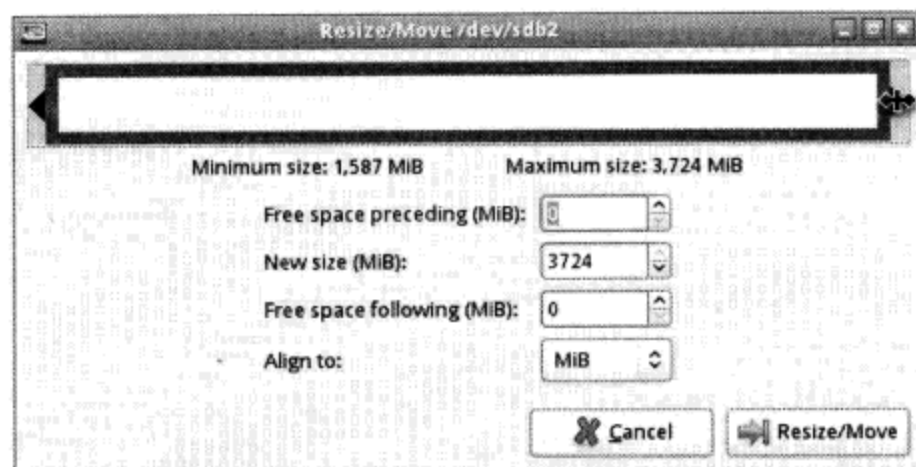 Resize/Move /dev/sdb2
Minimum size: 1,587 MiB Maximum size: 3,724 MiB
Free space preceding (MiB):
New size (MiB): 3724
Free space following (MiB): 0
Align to: MiB
Cancel Resize/Move